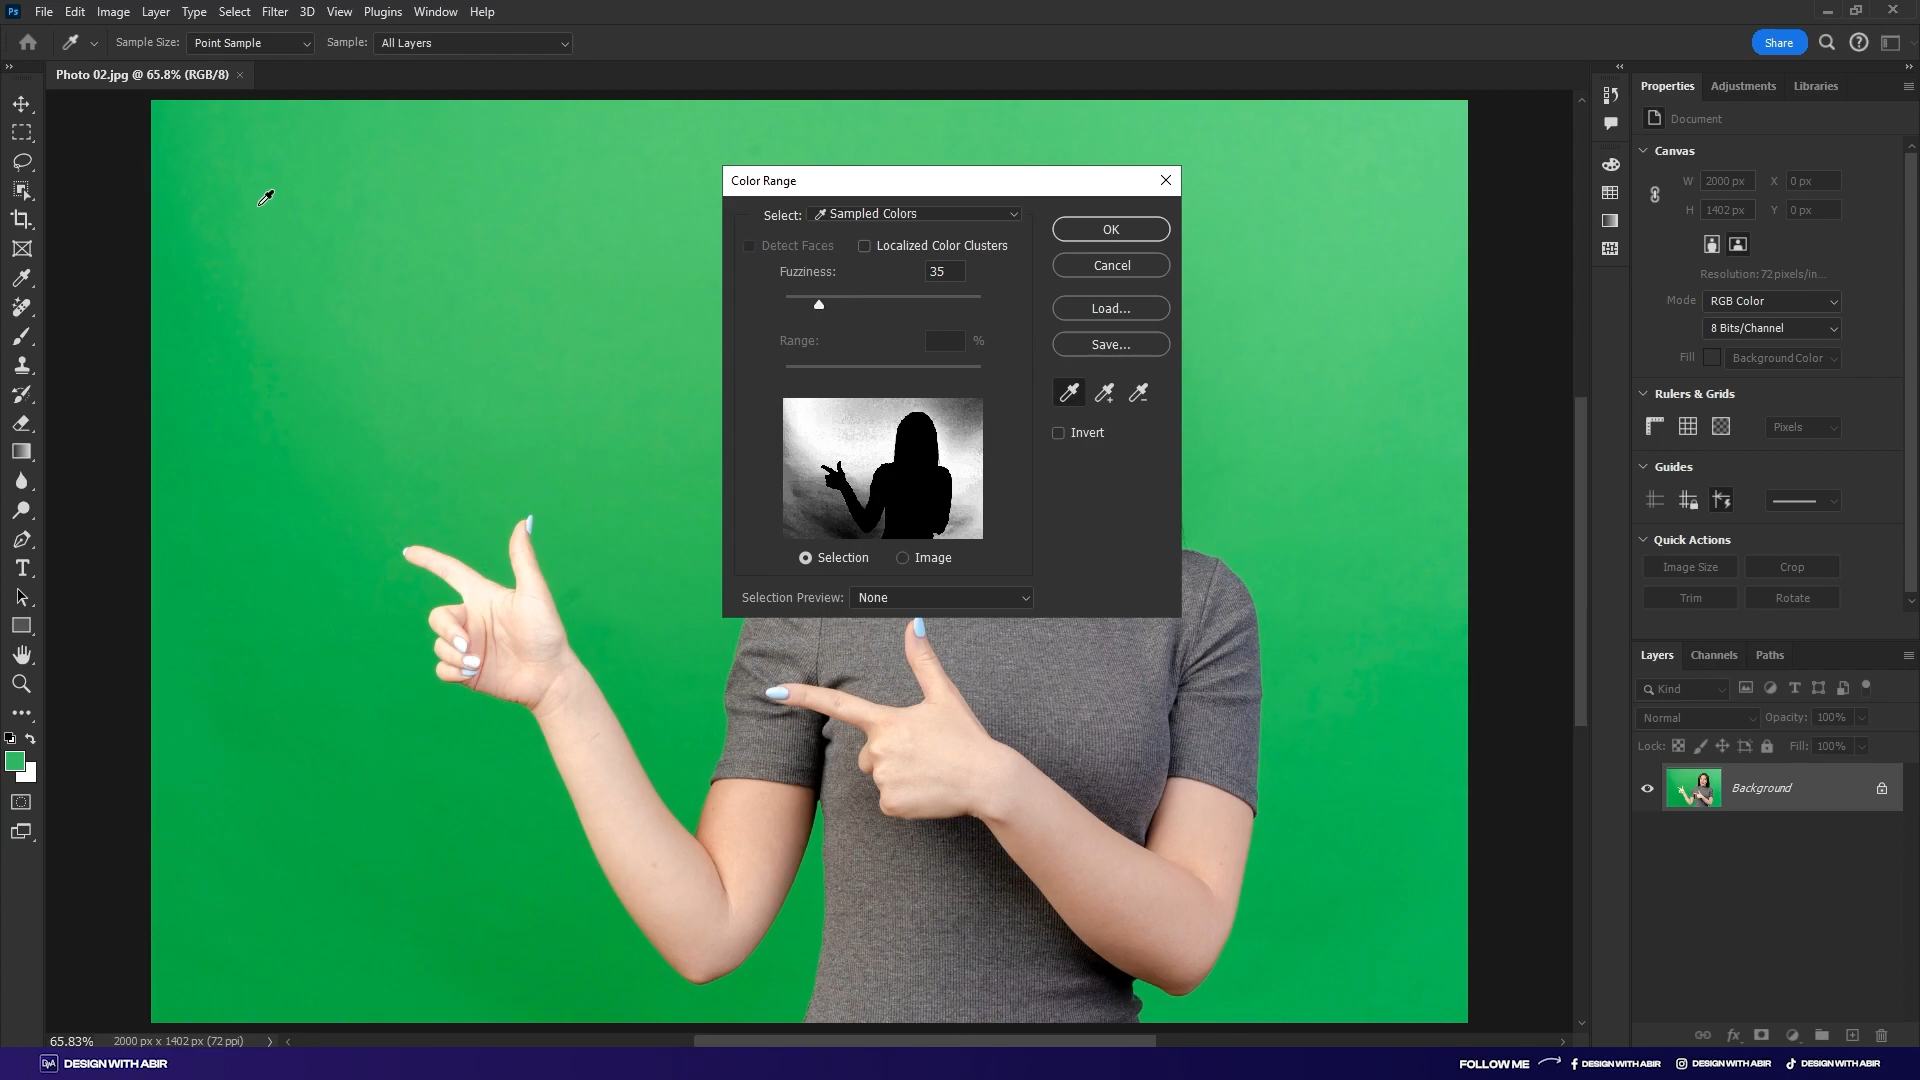 Ps File Edit Image Layer Type Select Filter 3D View Plugins Window Help
Sample Size: Point Sample Sample: All Layers Share
Photo 02.jpg @ 65.8% (RGB/8) ×
Properties Adjustments Libraries
Document
Canvas
W 2000 px X 0 px
H 1402 px Y 0 px
Resolution: 72 pixels/in...
Mode RGB Color
8 Bits/Channel
Fill Background Color
Rulers & Grids
Pixels
Guides
Quick Actions
Image Size Crop
Trim Rotate
Color Range
Select: Sampled Colors
Detect Faces Localized Color Clusters
Fuzziness: 35
Range: %
Selection Image
Selection Preview: None
OK
Cancel
Load...
Save...
Invert
Layers Channels Paths
Kind
Normal Opacity: 100%
Lock: Fill: 100%
Background
65.83% 2000 px x 1402 px (72 ppi)
DWA DESIGN WITH ABIR
FOLLOW ME DESIGN WITH ABIR DESIGN WITH ABIR DESIGN WITH ABIR